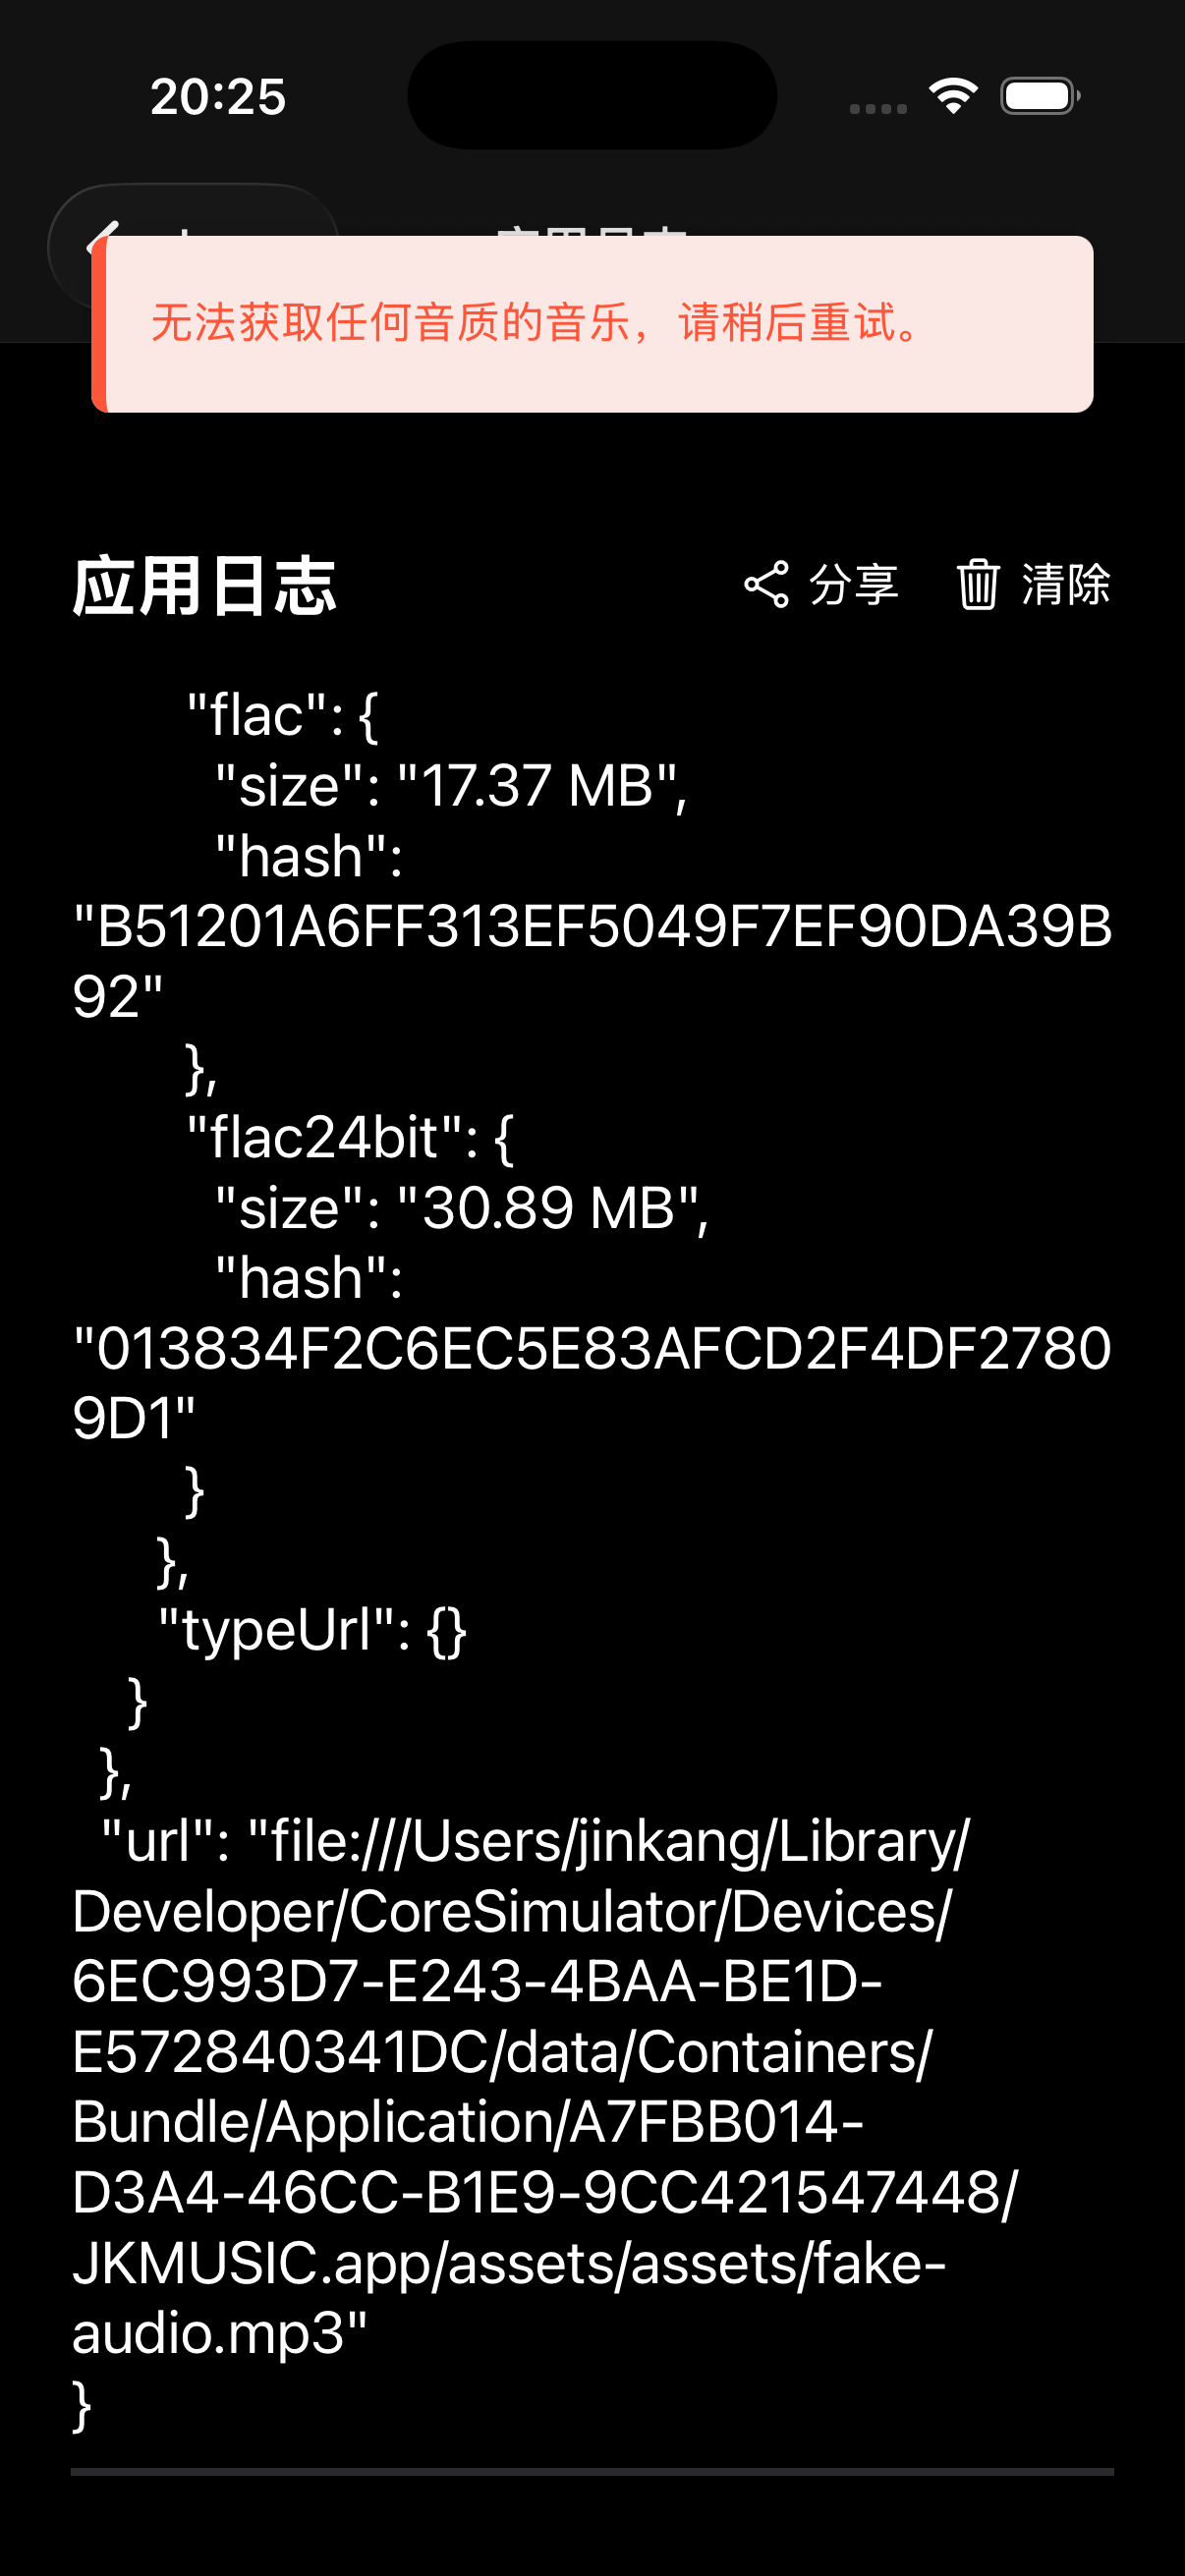 20:25
无法获取任何音质的音乐，请稍后重试。
应用日志
分享 清除
"flac": {
"size": "17.37 MB",
"hash":
"B51201A6FF313EF5049F7EF90DA39B
92"
},
"flac24bit": {
"size": "30.89 MB",
"hash":
"013834F2C6EC5E83AFCD2F4DF2780
9D1"
}
},
"typeUrl": {}
}
},
"url": "file:///Users/jinkang/Library/
Developer/CoreSimulator/Devices/
6EC993D7-E243-4BAA-BE1D-
E572840341DC/data/Containers/
Bundle/Application/A7FBB014-
D3A4-46CC-B1E9-9CC421547448/
JKMUSIC.app/assets/assets/fake-
audio.mp3"
}